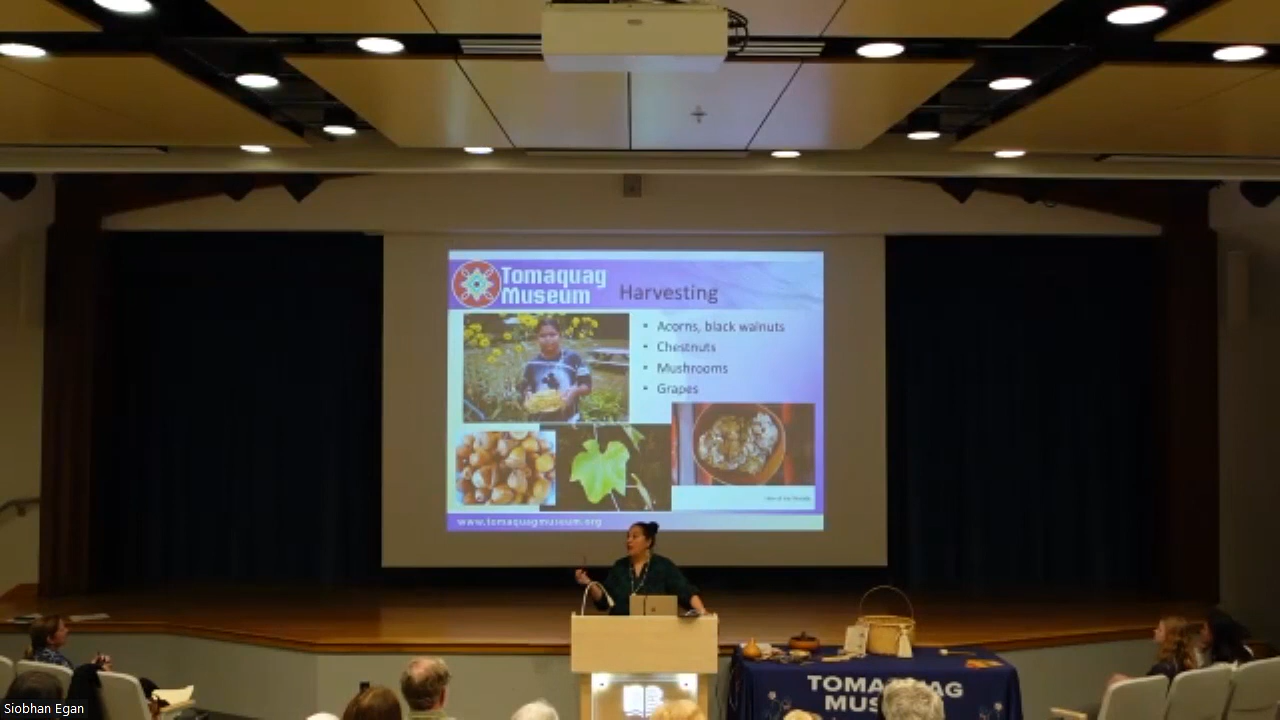 Tomaquag
Museum
Harvesting
• Acorns, black walnuts
• Chestnuts
• Mushrooms
• Grapes
www.tomaquagmuseum.org
TOMAQUAG
MUS
Siobhan Egan